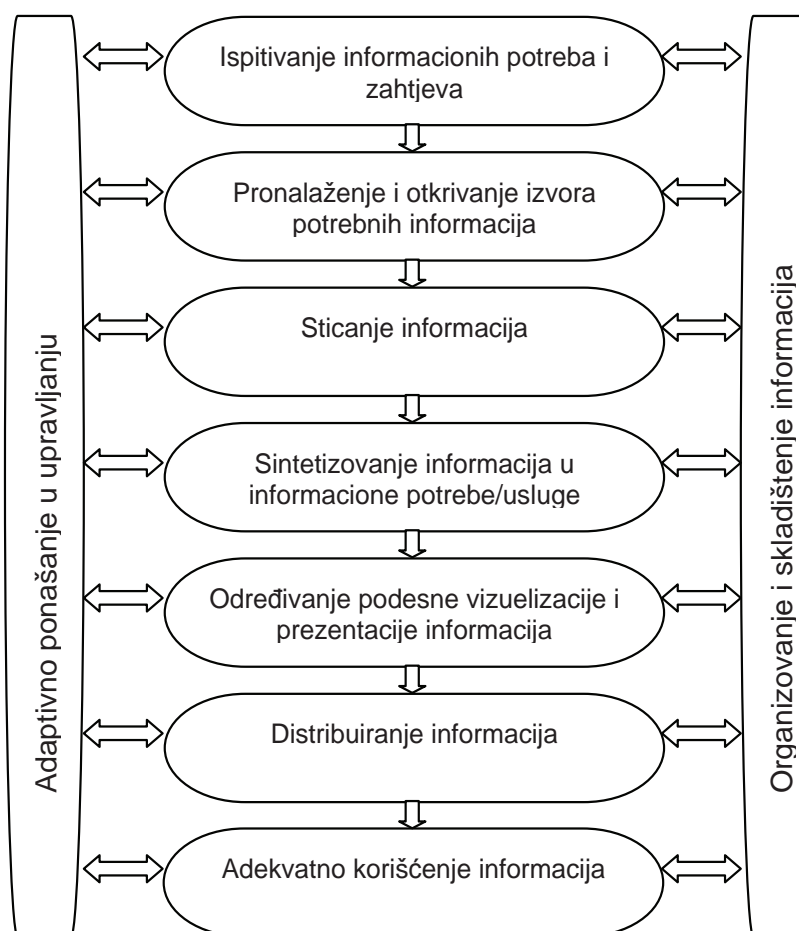 Ispitivanje informacionih potreba i
zahtjeva
Pronalaženje i otkrivanje izvora
potrebnih informacija
Sticanje informacija
Sintetizovanje informacija u
informacione potrebe/usluge
Određivanje podesne vizuelizacije i
prezentacije informacija
Distribuiranje informacija
Adekvatno korišćenje informacija
Adaptivno ponašanje u upravljanju
Organizovanje i skladištenje informacija